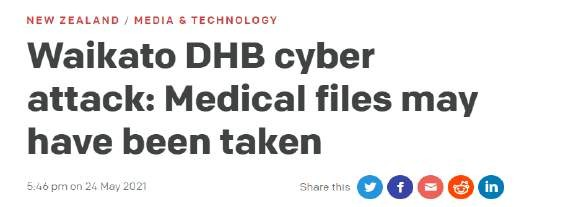 NEW ZEALAND / MEDIA & TECHNOLOGY
Waikato DHB cyber
attack: Medical files may
have been taken
5:46 pm on 24 May 2021 Share this